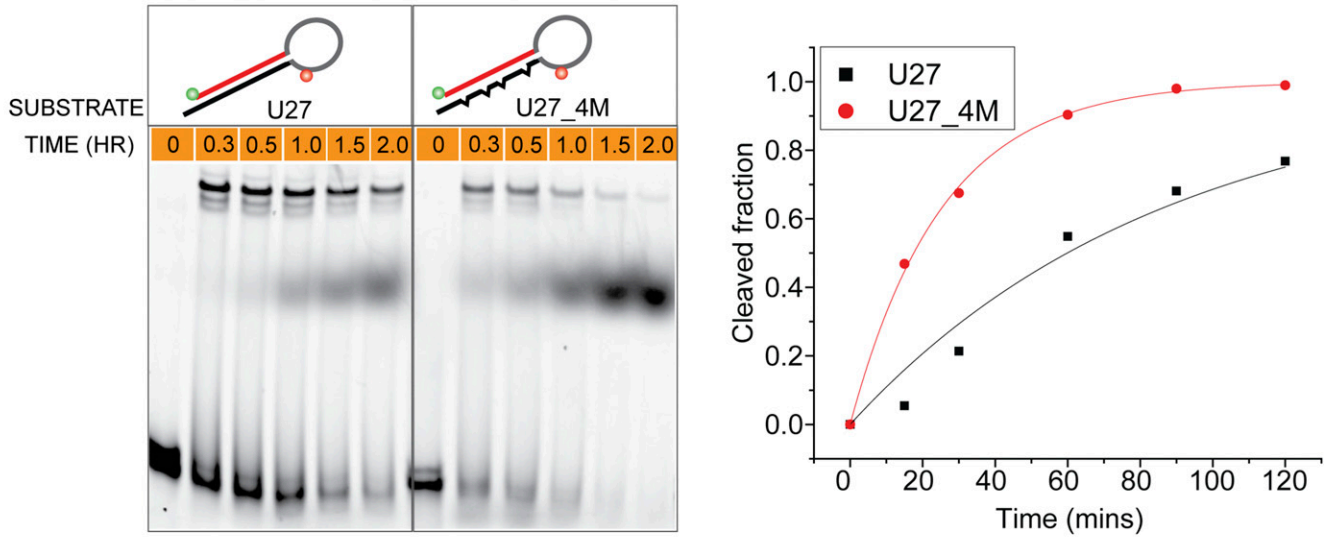 SUBSTRATE U27 U27_4M
TIME (HR) 0 0.3 0.5 1.0 1.5 2.0 0 0.3 0.5 1.0 1.5 2.0
U27
U27_4M
Cleaved fraction
1.0
0.8
0.6
0.4
0.2
0.0
0 20 40 60 80 100 120
Time (mins)